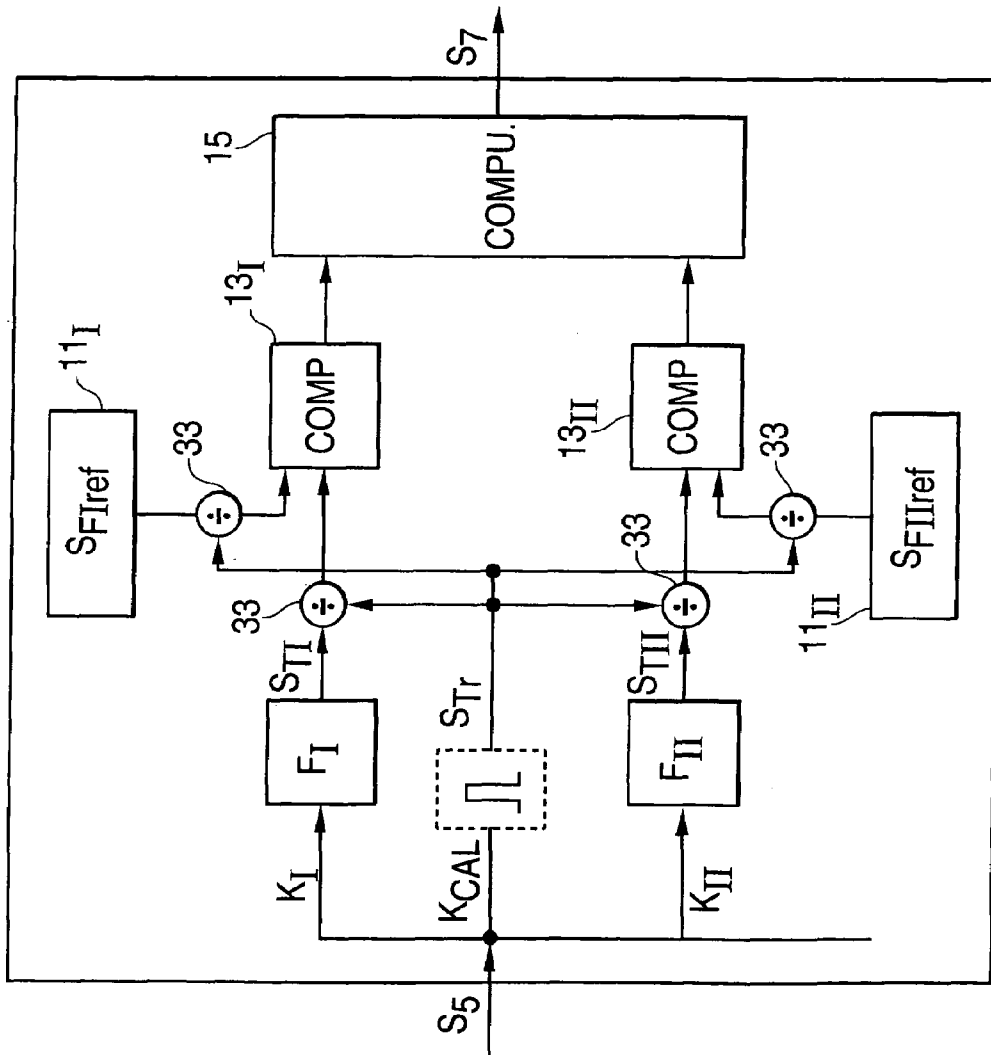 S5
KI
KCAL
KII
FI
FII
STI
STr
STII
33
33
33
33
÷
÷
÷
÷
SFIref
11I
SFIIref
11II
COMP
13I
COMP
13II
COMPU.
15
S7